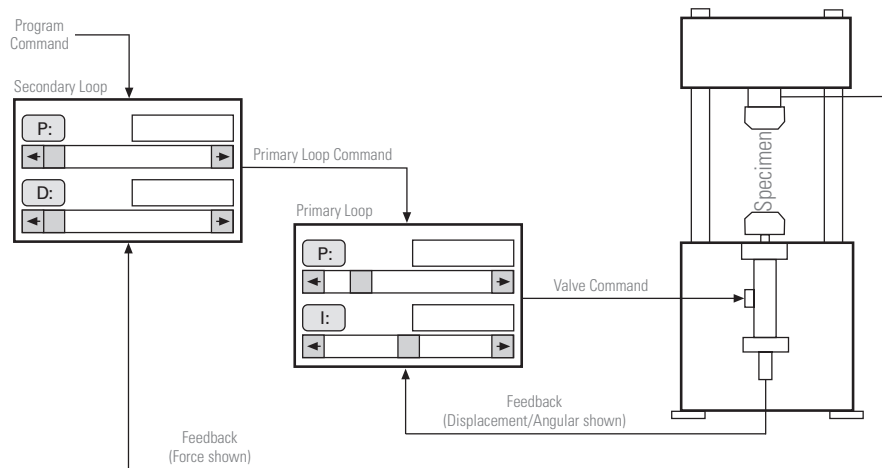 Program
Command
Secondary Loop
P:
D:
Primary Loop Command
Primary Loop
P:
I:
Valve Command
Specimen
Feedback
(Displacement/Angular shown)
Feedback
(Force shown)